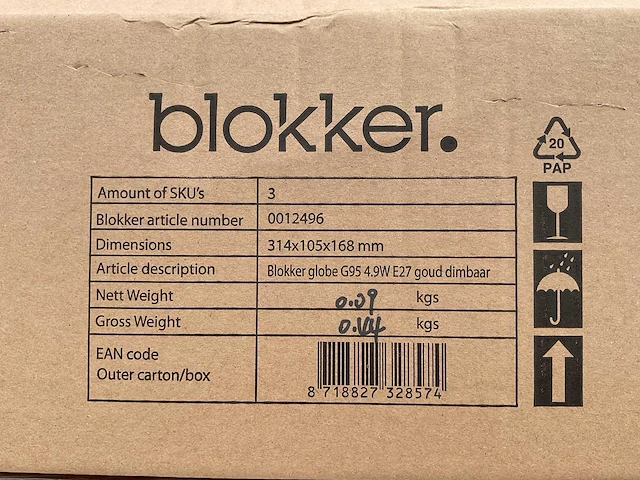 blokker.
20
PAP
Amount of SKU's 3
Blokker article number 0012496
Dimensions 314x105x168 mm
Article description Blokker globe G95 4.9W E27 goud dimbaar
Nett Weight 0.09 kgs
Gross Weight kgs
EAN code
Outer carton/box
8 718827 328574